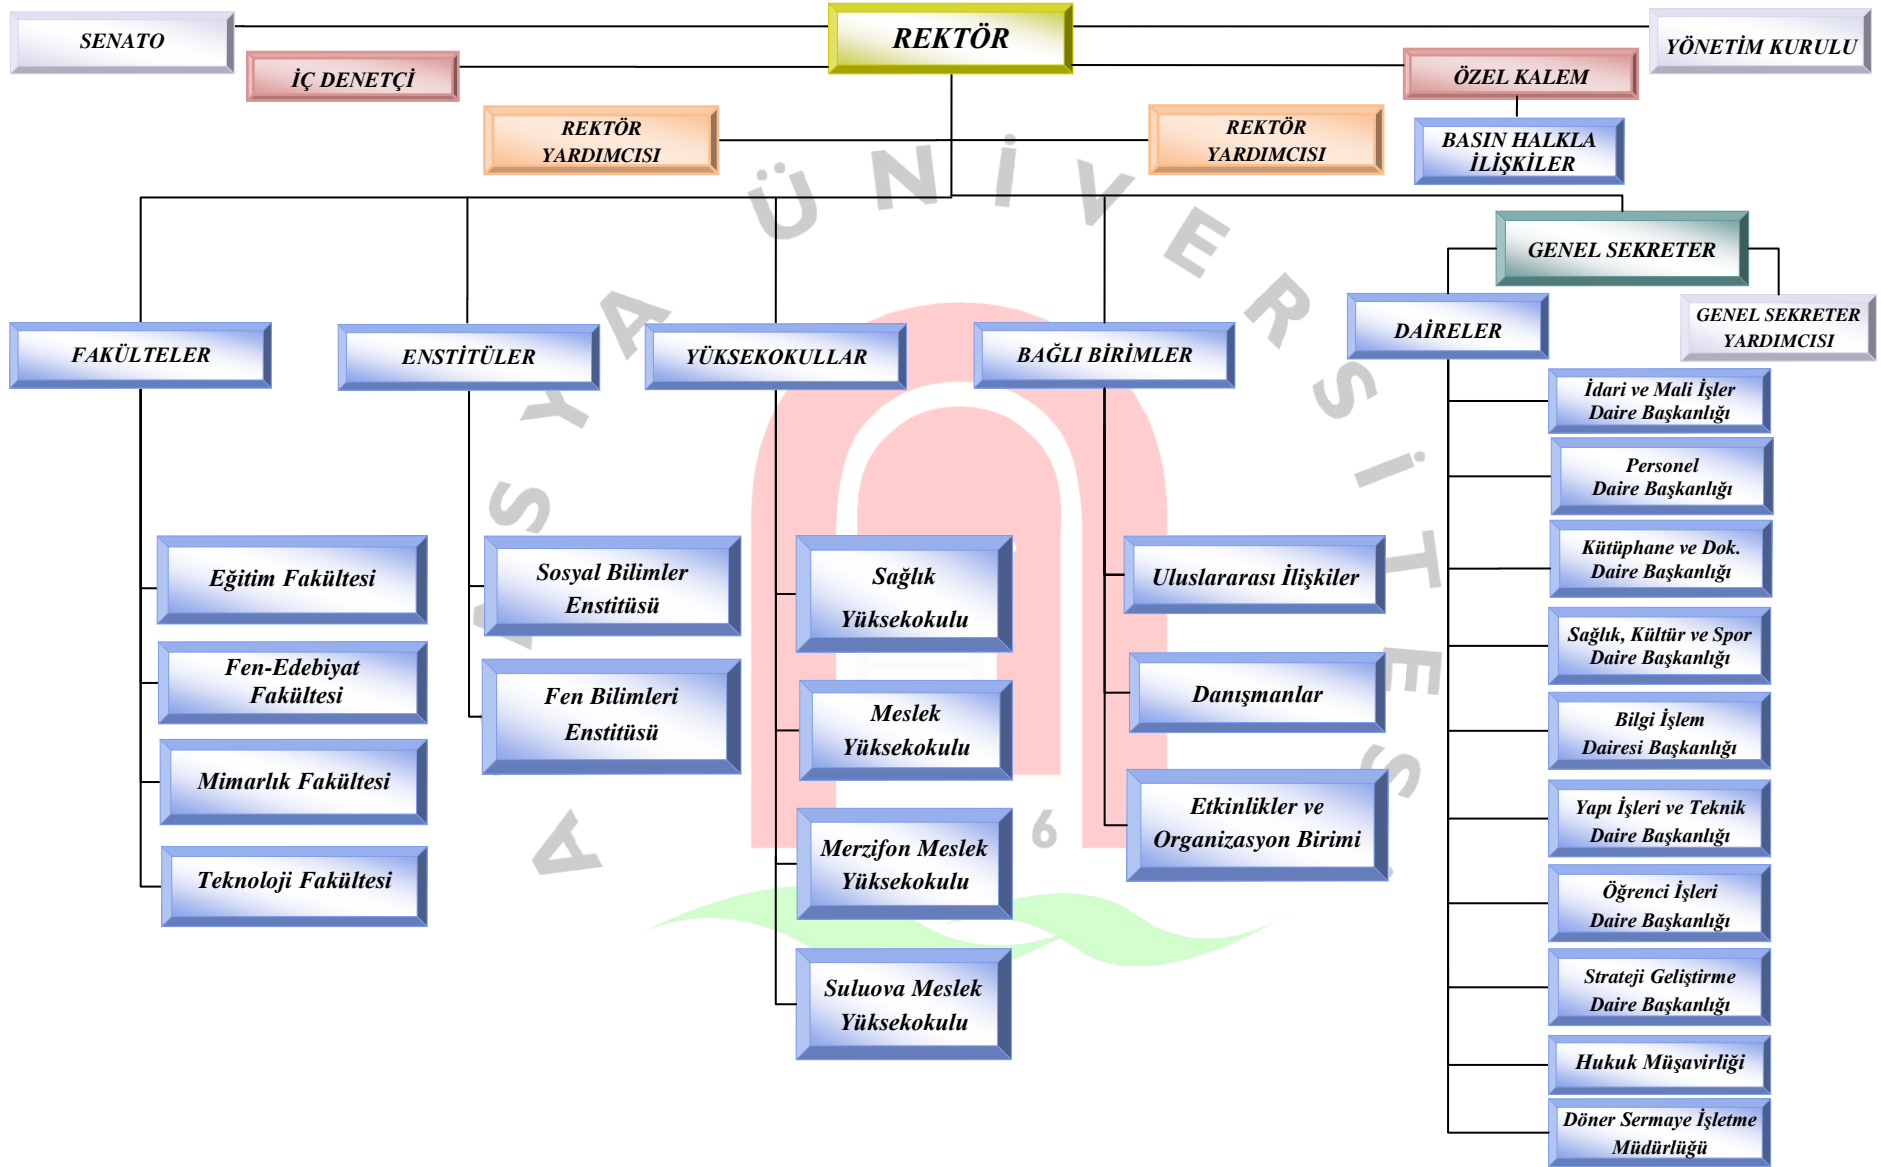 SENATO
REKTÖR
YÖNETİM KURULU
İÇ DENETÇİ
ÖZEL KALEM
REKTÖR
YARDIMCISI
REKTÖR
YARDIMCISI
BASIN HALKLA
İLİŞKİLER
GENEL SEKRETER
GENEL SEKRETER
YARDIMCISI
FAKÜLTELER
ENSTİTÜLER
YÜKSEKOKULLAR
BAĞLI BİRİMLER
DAİRELER
Eğitim Fakültesi
Fen-Edebiyat
Fakültesi
Mimarlık Fakültesi
Teknoloji Fakültesi
Sosyal Bilimler
Enstitüsü
Fen Bilimleri
Enstitüsü
Sağlık
Yüksekokulu
Meslek
Yüksekokulu
Merzifon Meslek
Yüksekokulu
Suluova Meslek
Yüksekokulu
Uluslararası İlişkiler
Danışmanlar
Etkinlikler ve
Organizasyon Birimi
İdari ve Mali İşler
Daire Başkanlığı
Personel
Daire Başkanlığı
Kütüphane ve Dok.
Daire Başkanlığı
Sağlık, Kültür ve Spor
Daire Başkanlığı
Bilgi İşlem
Dairesi Başkanlığı
Yapı İşleri ve Teknik
Daire Başkanlığı
Öğrenci İşleri
Daire Başkanlığı
Strateji Geliştirme
Daire Başkanlığı
Hukuk Müşavirliği
Döner Sermaye İşletme
Müdürlüğü